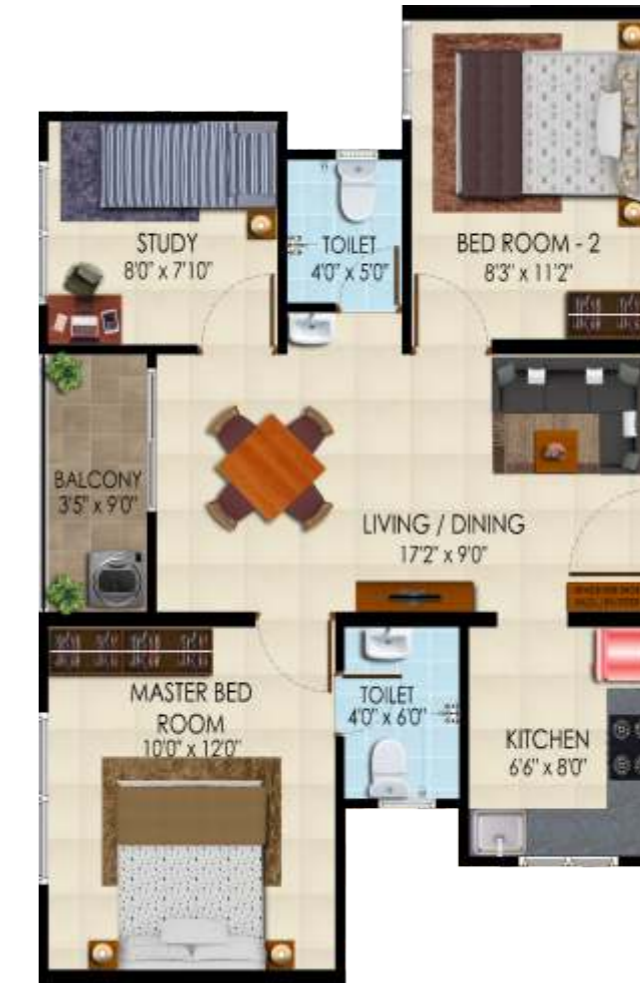 STUDY
8'0" x 7'10"
TOILET
4'0" x 5'0"
BED ROOM - 2
8'3" x 11'2"
BALCONY
3'5" x 9'0"
LIVING / DINING
17'2" x 9'0"
MASTER BED
ROOM
10'0" x 12'0"
TOILET
4'0" x 6'0"
KITCHEN
6'6" x 8'0"